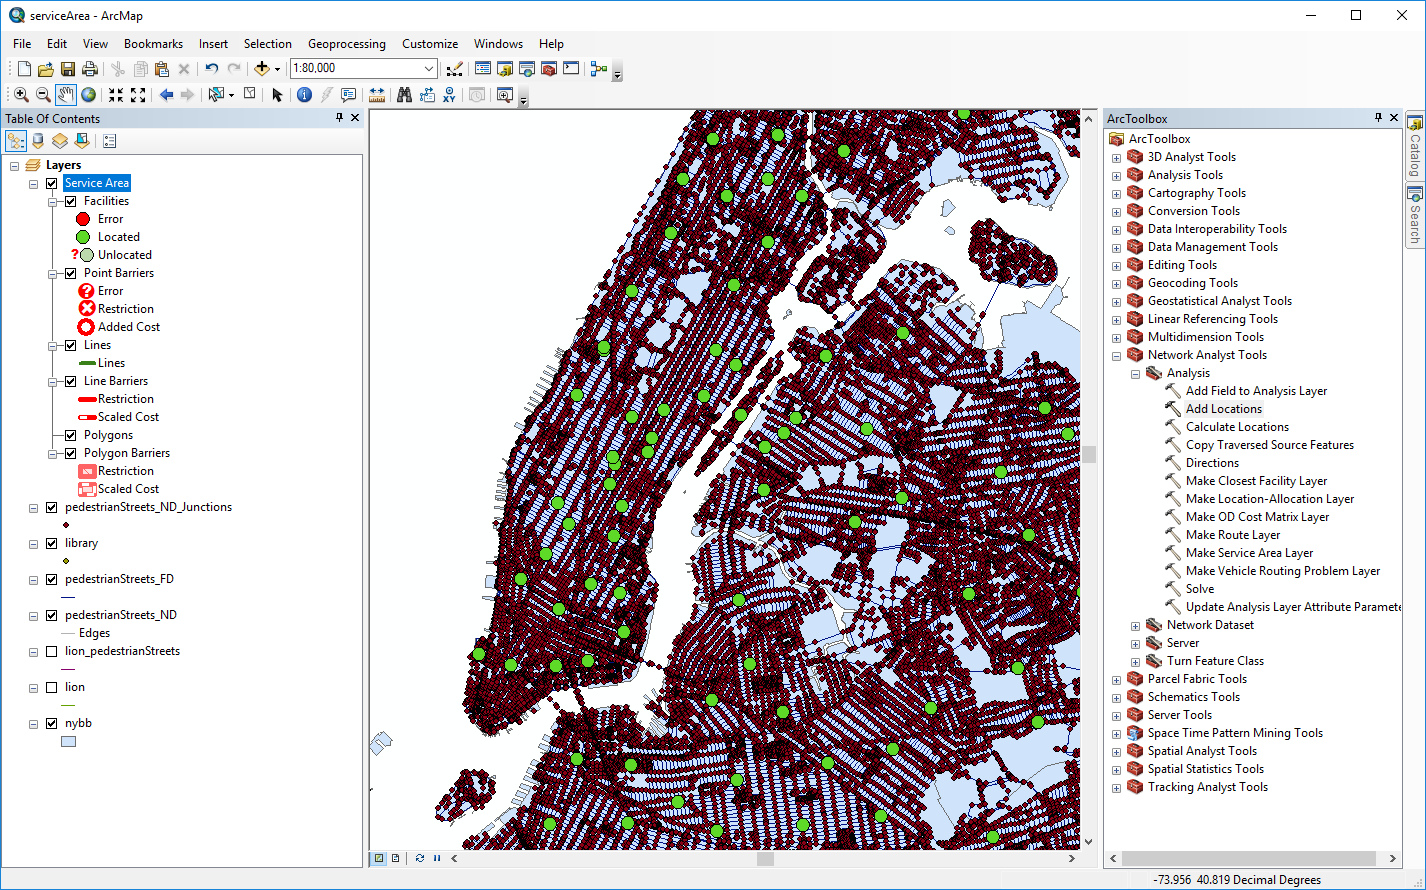 serviceArea - ArcMap
File Edit View Bookmarks Insert Selection Geoprocessing Customize Windows Help
1:80,000
Table Of Contents
Layers
Service Area
Facilities
Error
Located
? Unlocated
Point Barriers
? Error
Restriction
Added Cost
Lines
Lines
Line Barriers
Restriction
Scaled Cost
Polygons
Polygon Barriers
Restriction
Scaled Cost
pedestrianStreets_ND_Junctions
library
pedestrianStreets_FD
pedestrianStreets_ND
Edges
lion_pedestrianStreets
lion
nybb
ArcToolbox
ArcToolbox
3D Analyst Tools
Analysis Tools
Cartography Tools
Conversion Tools
Data Interoperability Tools
Data Management Tools
Editing Tools
Geocoding Tools
Geostatistical Analyst Tools
Linear Referencing Tools
Multidimension Tools
Network Analyst Tools
Analysis
Add Field to Analysis Layer
Add Locations
Calculate Locations
Copy Traversed Source Features
Directions
Make Closest Facility Layer
Make Location-Allocation Layer
Make OD Cost Matrix Layer
Make Route Layer
Make Service Area Layer
Make Vehicle Routing Problem Layer
Solve
Update Analysis Layer Attribute Paramete
Network Dataset
Server
Turn Feature Class
Parcel Fabric Tools
Schematics Tools
Server Tools
Space Time Pattern Mining Tools
Spatial Analyst Tools
Spatial Statistics Tools
Tracking Analyst Tools
Catalog
Search
-73.956 40.819 Decimal Degrees